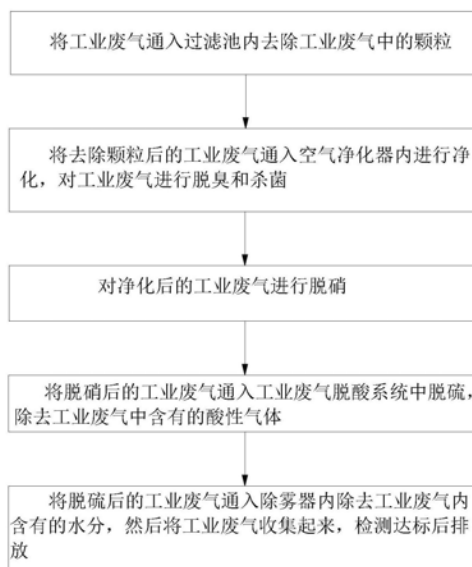 将工业废气通入过滤池内去除工业废气中的颗粒
将去除颗粒后的工业废气通入空气净化器内进行净
化，对工业废气进行脱臭和杀菌
对净化后的工业废气进行脱硝
将脱硝后的工业废气通入工业废气脱酸系统中脱硫，
除去工业废气中含有的酸性气体
将脱硫后的工业废气通入除雾器内除去工业废气内
含有的水分，然后将工业废气收集起来，检测达标后排
放